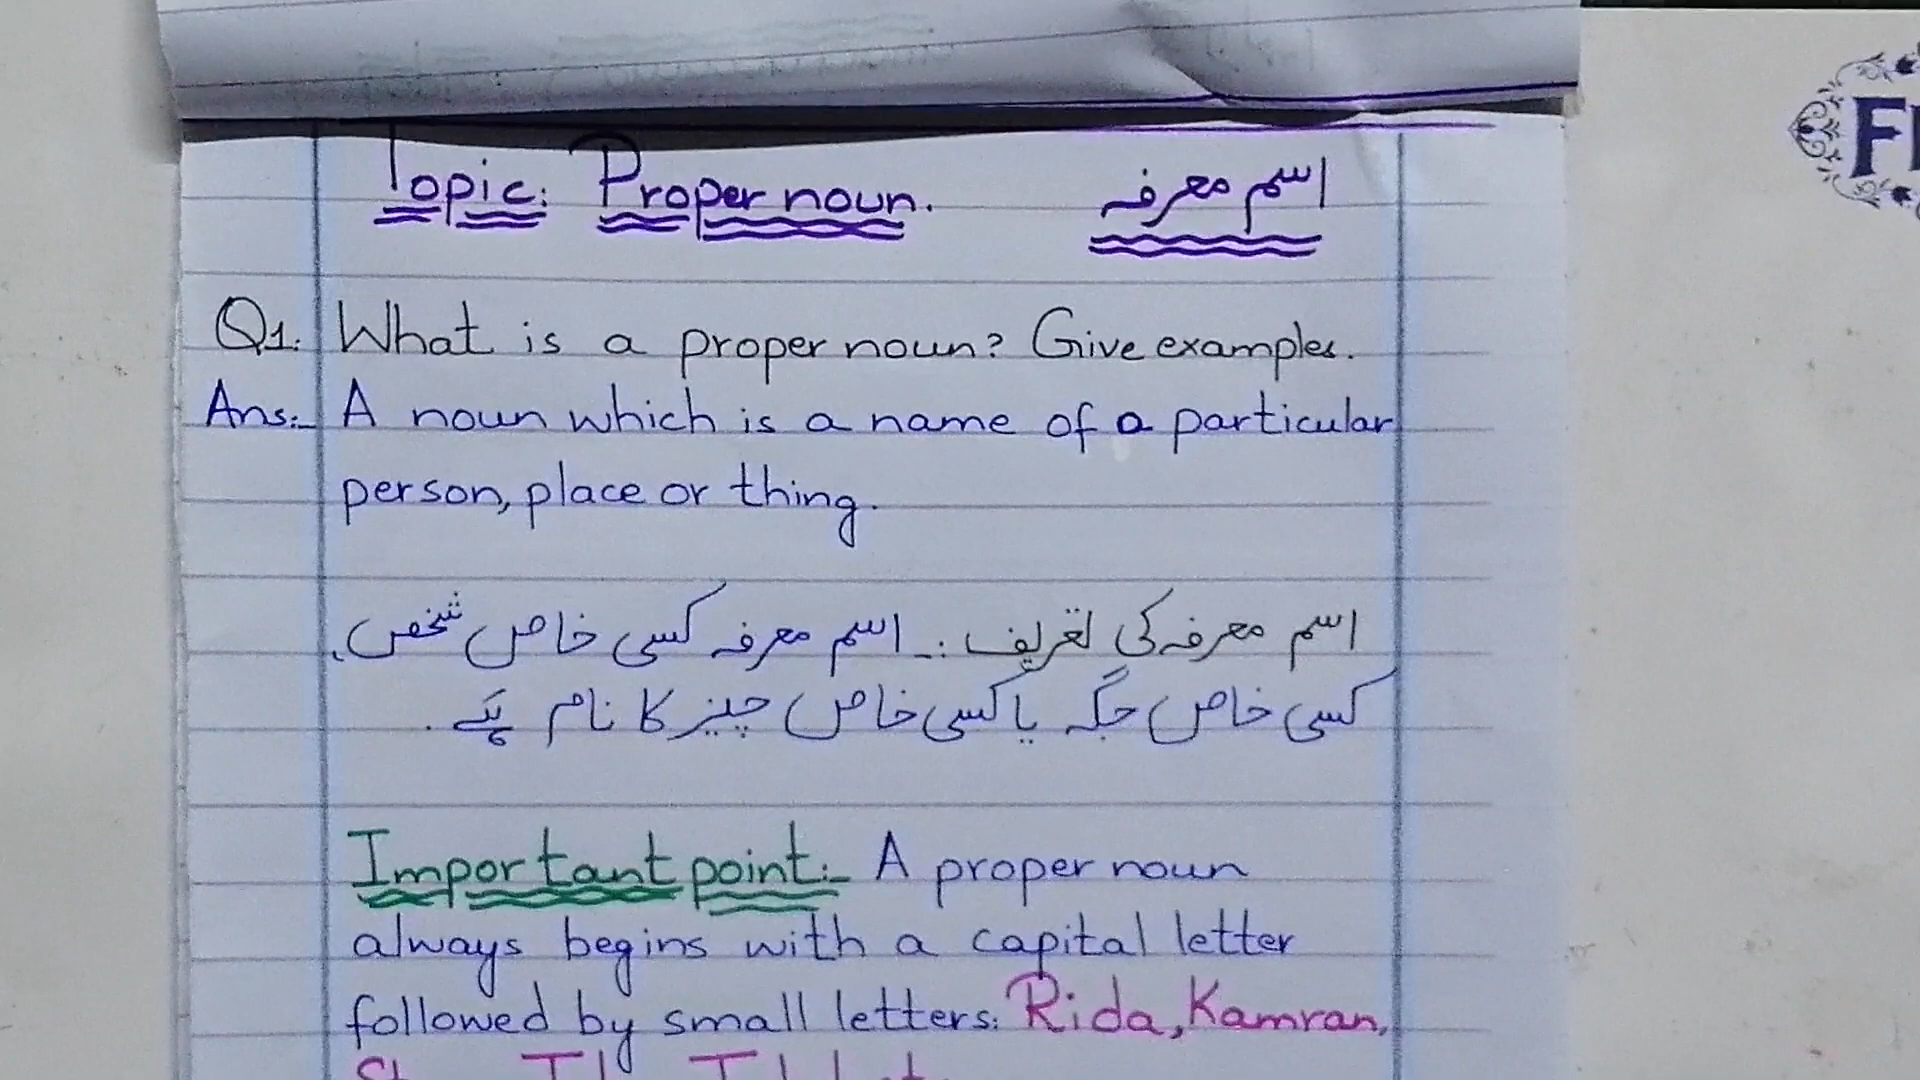 Topic: Proper noun. اسم معرفہ
Q1: What is a proper noun? Give examples.
Ans:- A noun which is a name of a particular
person, place or thing.
اسم معرفہ کی تعریف :۔ اسم معرفہ کسی خاص شخص،
کسی خاص جگہ یا کسی خاص چیز کا نام ہے .
Important point:- A proper noun
always begins with a capital letter
followed by small letters: Rida, Kamran,